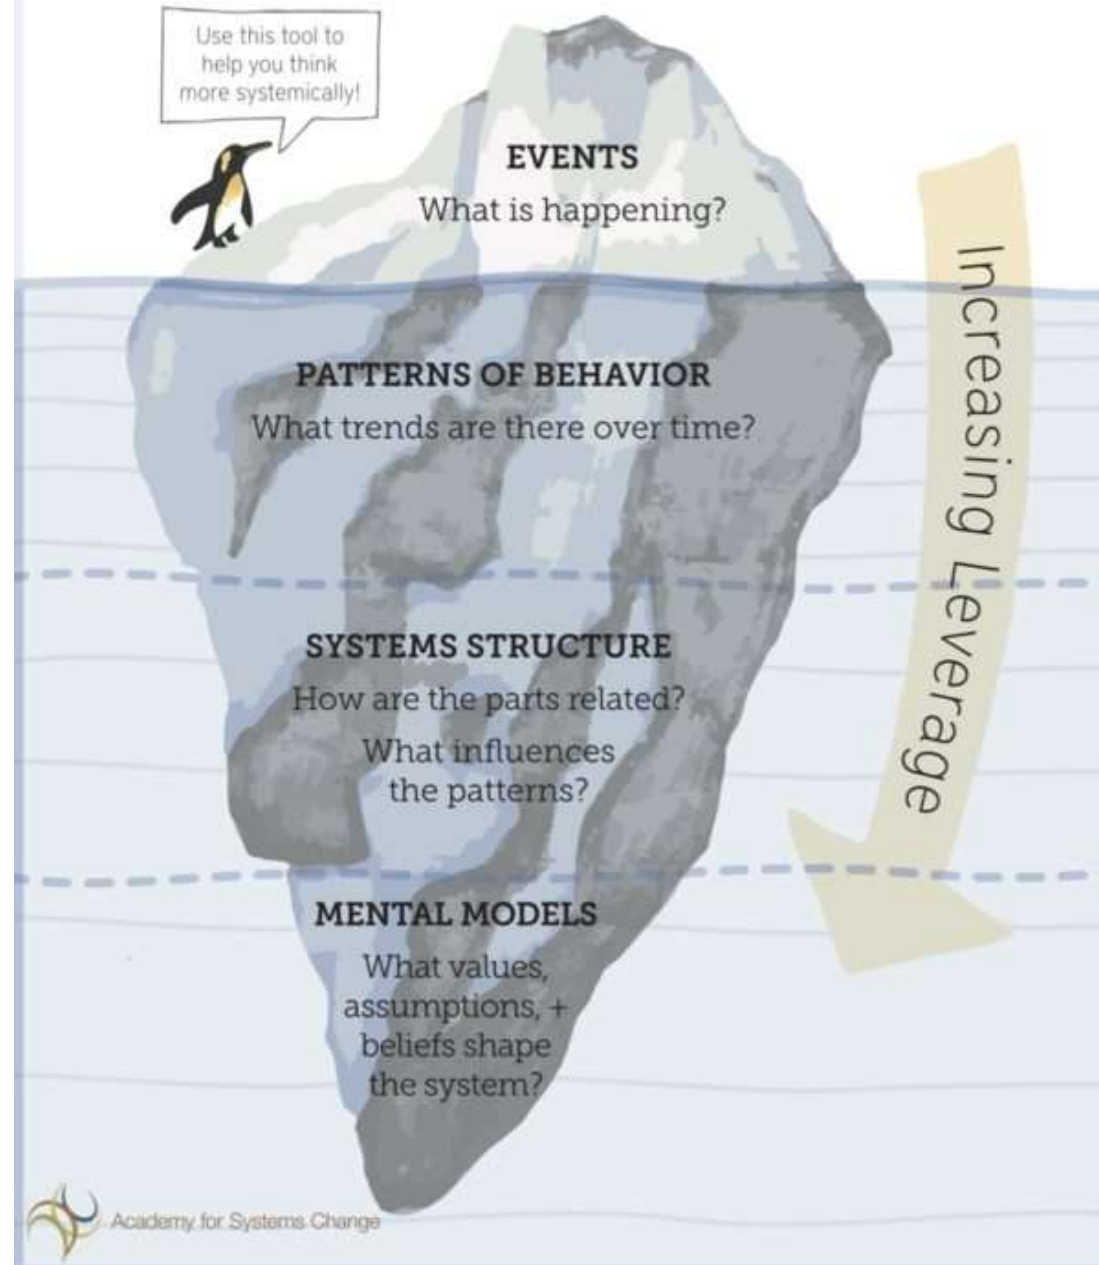 Use this tool to
help you think
more systemically!
EVENTS
What is happening?
PATTERNS OF BEHAVIOR
What trends are there over time?
SYSTEMS STRUCTURE
How are the parts related?
What influences
the patterns?
MENTAL MODELS
What values,
assumptions, +
beliefs shape
the system?
Increasing Leverage
Academy for Systems Change